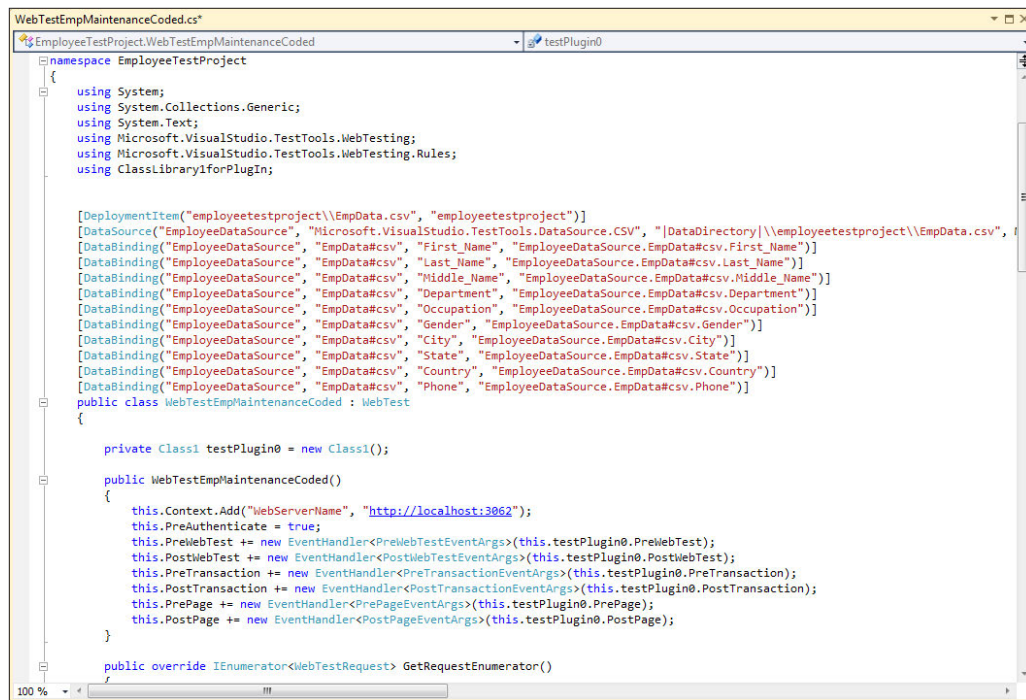 WebTestEmpMaintenanceCoded.cs*
EmployeeTestProject.WebTestEmpMaintenanceCoded testPlugin0
namespace EmployeeTestProject
{
using System;
using System.Collections.Generic;
using System.Text;
using Microsoft.VisualStudio.TestTools.WebTesting;
using Microsoft.VisualStudio.TestTools.WebTesting.Rules;
using ClassLibrary1forPlugIn;
[DeploymentItem("employeetestproject\\EmpData.csv", "employeetestproject")]
[DataSource("EmployeeDataSource", "Microsoft.VisualStudio.TestTools.DataSource.CSV", "|DataDirectory|\\employeetestproject\\EmpData.csv",
[DataBinding("EmployeeDataSource", "EmpData#csv", "First_Name", "EmployeeDataSource.EmpData#csv.First_Name")]
[DataBinding("EmployeeDataSource", "EmpData#csv", "Last_Name", "EmployeeDataSource.EmpData#csv.Last_Name")]
[DataBinding("EmployeeDataSource", "EmpData#csv", "Middle_Name", "EmployeeDataSource.EmpData#csv.Middle_Name")]
[DataBinding("EmployeeDataSource", "EmpData#csv", "Department", "EmployeeDataSource.EmpData#csv.Department")]
[DataBinding("EmployeeDataSource", "EmpData#csv", "Occupation", "EmployeeDataSource.EmpData#csv.Occupation")]
[DataBinding("EmployeeDataSource", "EmpData#csv", "Gender", "EmployeeDataSource.EmpData#csv.Gender")]
[DataBinding("EmployeeDataSource", "EmpData#csv", "City", "EmployeeDataSource.EmpData#csv.City")]
[DataBinding("EmployeeDataSource", "EmpData#csv", "State", "EmployeeDataSource.EmpData#csv.State")]
[DataBinding("EmployeeDataSource", "EmpData#csv", "Country", "EmployeeDataSource.EmpData#csv.Country")]
[DataBinding("EmployeeDataSource", "EmpData#csv", "Phone", "EmployeeDataSource.EmpData#csv.Phone")]
public class WebTestEmpMaintenanceCoded : WebTest
{
private Class1 testPlugin0 = new Class1();
public WebTestEmpMaintenanceCoded()
{
this.Context.Add("WebServerName", "http://localhost:3062");
this.PreAuthenticate = true;
this.PreWebTest += new EventHandler<PreWebTestEventArgs>(this.testPlugin0.PreWebTest);
this.PostWebTest += new EventHandler<PostWebTestEventArgs>(this.testPlugin0.PostWebTest);
this.PreTransaction += new EventHandler<PreTransactionEventArgs>(this.testPlugin0.PreTransaction);
this.PostTransaction += new EventHandler<PostTransactionEventArgs>(this.testPlugin0.PostTransaction);
this.PrePage += new EventHandler<PrePageEventArgs>(this.testPlugin0.PrePage);
this.PostPage += new EventHandler<PostPageEventArgs>(this.testPlugin0.PostPage);
}
public override IEnumerator<WebTestRequest> GetRequestEnumerator()
{
100 %